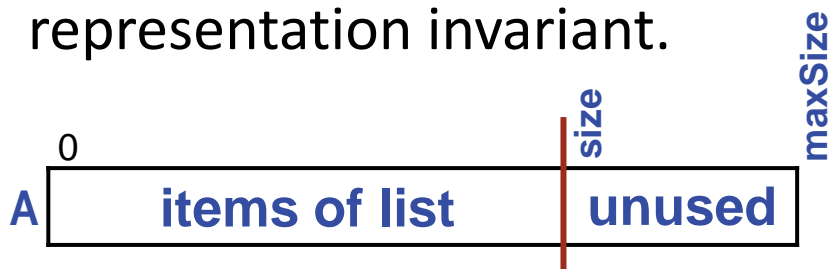 representation invariant.
maxSize
size
0
A items of list unused